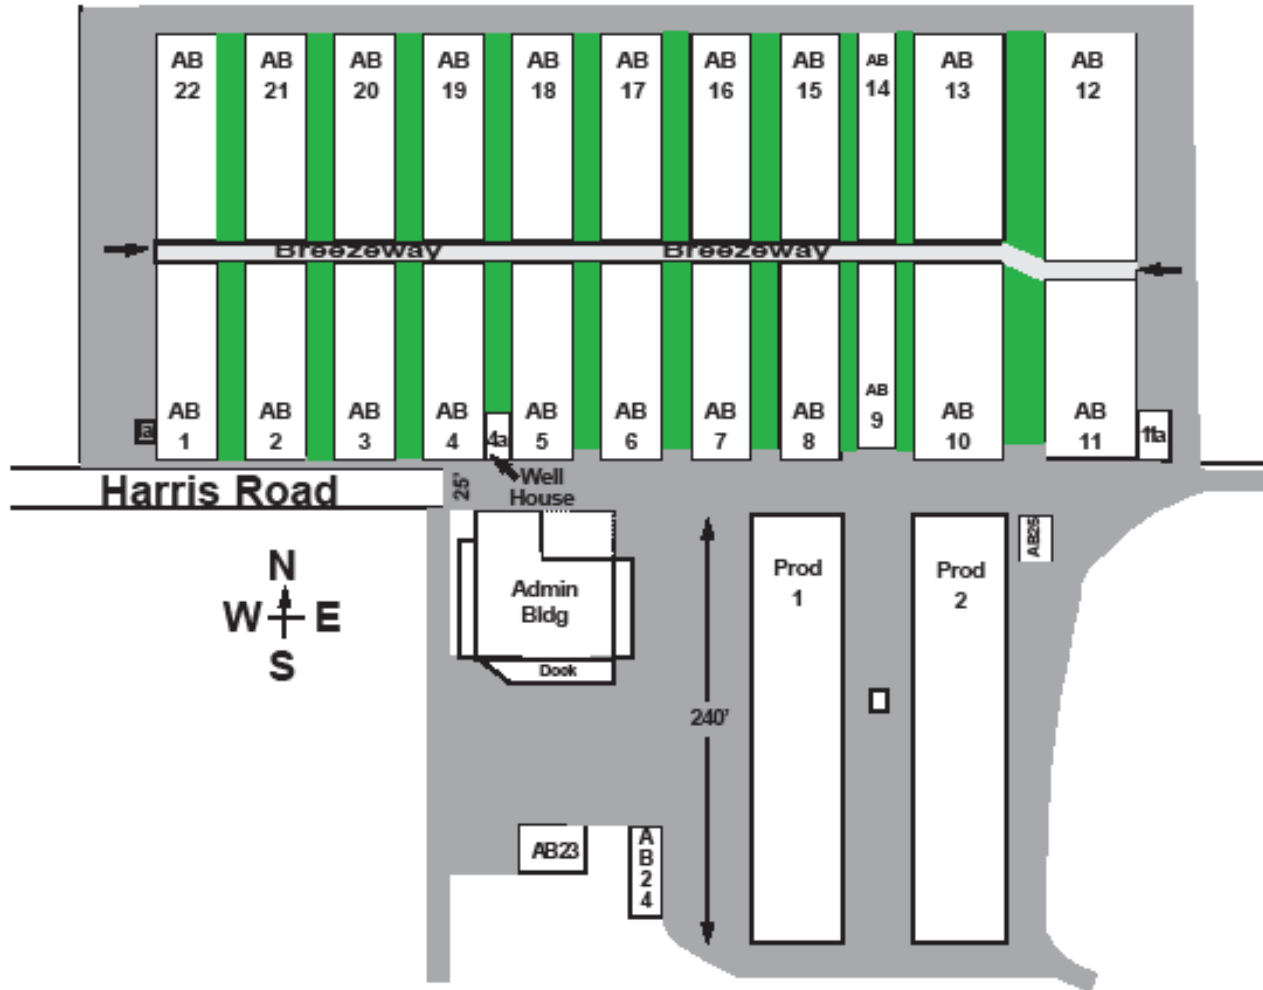 AB 22
AB 21
AB 20
AB 19
AB 18
AB 17
AB 16
AB 15
AB 14
AB 13
AB 12
Breezeway
Breezeway
AB 1
AB 2
AB 3
AB 4
4a
AB 5
AB 6
AB 7
AB 8
AB 9
AB 10
AB 11
11a
Harris Road
25'
Well
House
N
W E
S
Admin
Bldg
Dock
Prod
1
Prod
2
AB25
240'
AB23
AB24